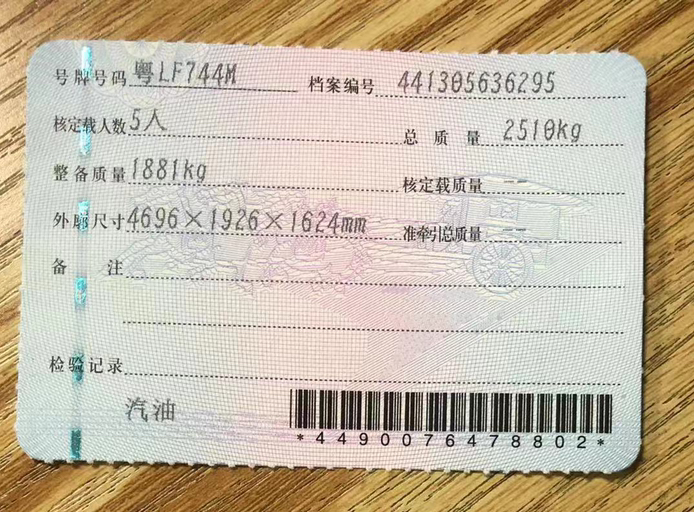 号牌号码 粤LF744M 档案编号 441305636295
核定载人数 5人 总质量 2510kg
整备质量 1881kg 核定载质量 --
外廓尺寸 4696×1926×1624mm 准牵引总质量 --
备注
检验记录
汽油
*4490076478802*